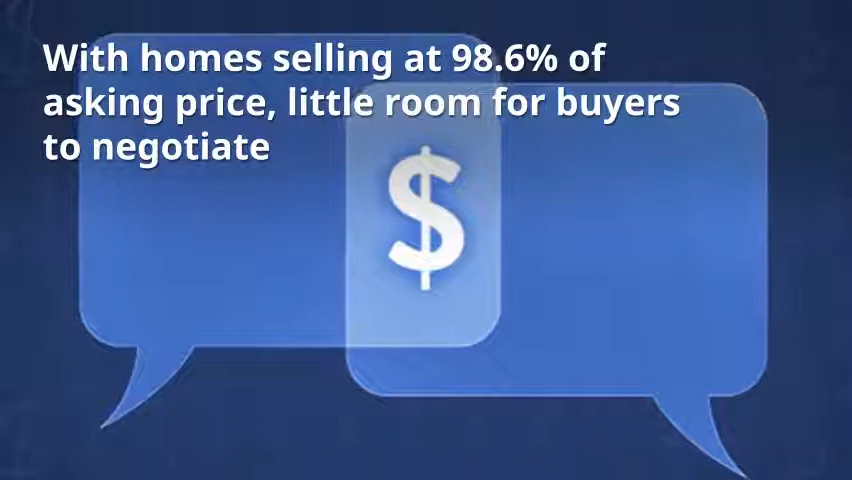 With homes selling at 98.6% of
asking price, little room for buyers
to negotiate
$